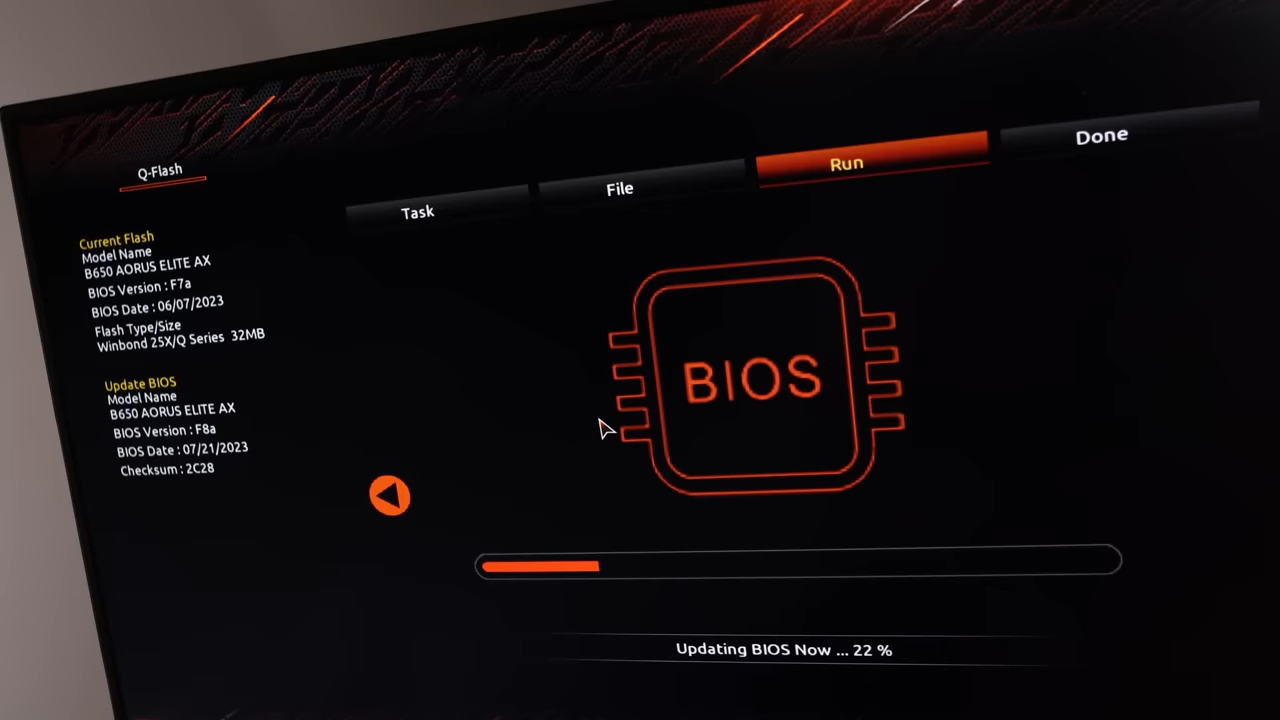 Q-Flash
Task
File
Run
Done
Current Flash
Model Name
B650 AORUS ELITE AX
BIOS Version : F7a
BIOS Date : 06/07/2023
Flash Type/Size
Winbond 25X/Q Series 32MB
Update BIOS
Model Name
B650 AORUS ELITE AX
BIOS Version : F8a
BIOS Date : 07/21/2023
Checksum : 2C28
BIOS
Updating BIOS Now ... 22 %